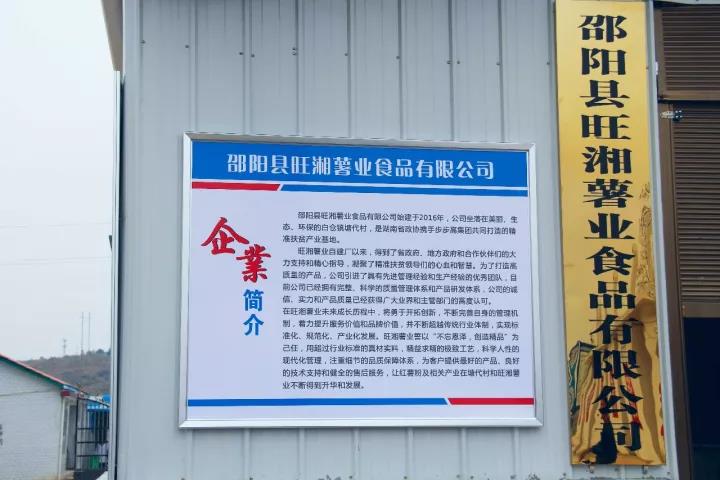 邵阳县旺湘薯业食品有限公司
企業
简介
邵阳县旺湘薯业食品有限公司始建于2016年，公司坐落在美丽、生
态、环保的白仓镇塘代村，是湖南省政协携手步步高集团共同打造的精
准扶贫产业基地。
旺湘薯业自建厂以来，得到了省政府、地方政府和合作伙伴们的大
力支持和精心指导，凝聚了精准扶贫领导们的心血和智慧。为了打造高
质量的产品，公司引进了具有先进管理经验和生产经验的优秀团队，目
前公司已经拥有完整、科学的质量管理体系和产品研发体系，公司的诚
信、实力和产品质量已经获得广大业界和主管部门的高度认可。
在旺湘薯业未来成长历程中，将勇于开拓创新，不断完善自身的管理机
制，着力提升服务价值和品牌价值，并不断超越传统行业体制，实现标
准化、规范化、产业化发展。旺湘薯业誓以“不忘恩泽，创造精品”为
己任，用超过行业标准的真材实料，精益求精的极致工艺，科学人性的
现代化管理，注重细节的品质保障体系，为客户提供最好的产品、良好
的技术支持和健全的售后服务，让红薯粉及相关产业在塘代村和旺湘薯
业不断得到升华和发展。
邵阳县旺湘薯业食品有限公司